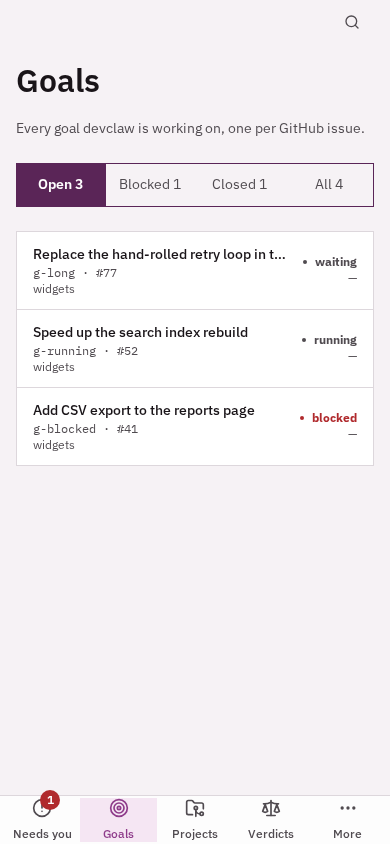 Goals
Every goal devclaw is working on, one per GitHub issue.
Open 3 Blocked 1 Closed 1 All 4
Replace the hand-rolled retry loop in t...
• waiting
g-long · #77
—
widgets
Speed up the search index rebuild
• running
g-running · #52
—
widgets
Add CSV export to the reports page
• blocked
g-blocked · #41
—
widgets
1
Needs you Goals Projects Verdicts More